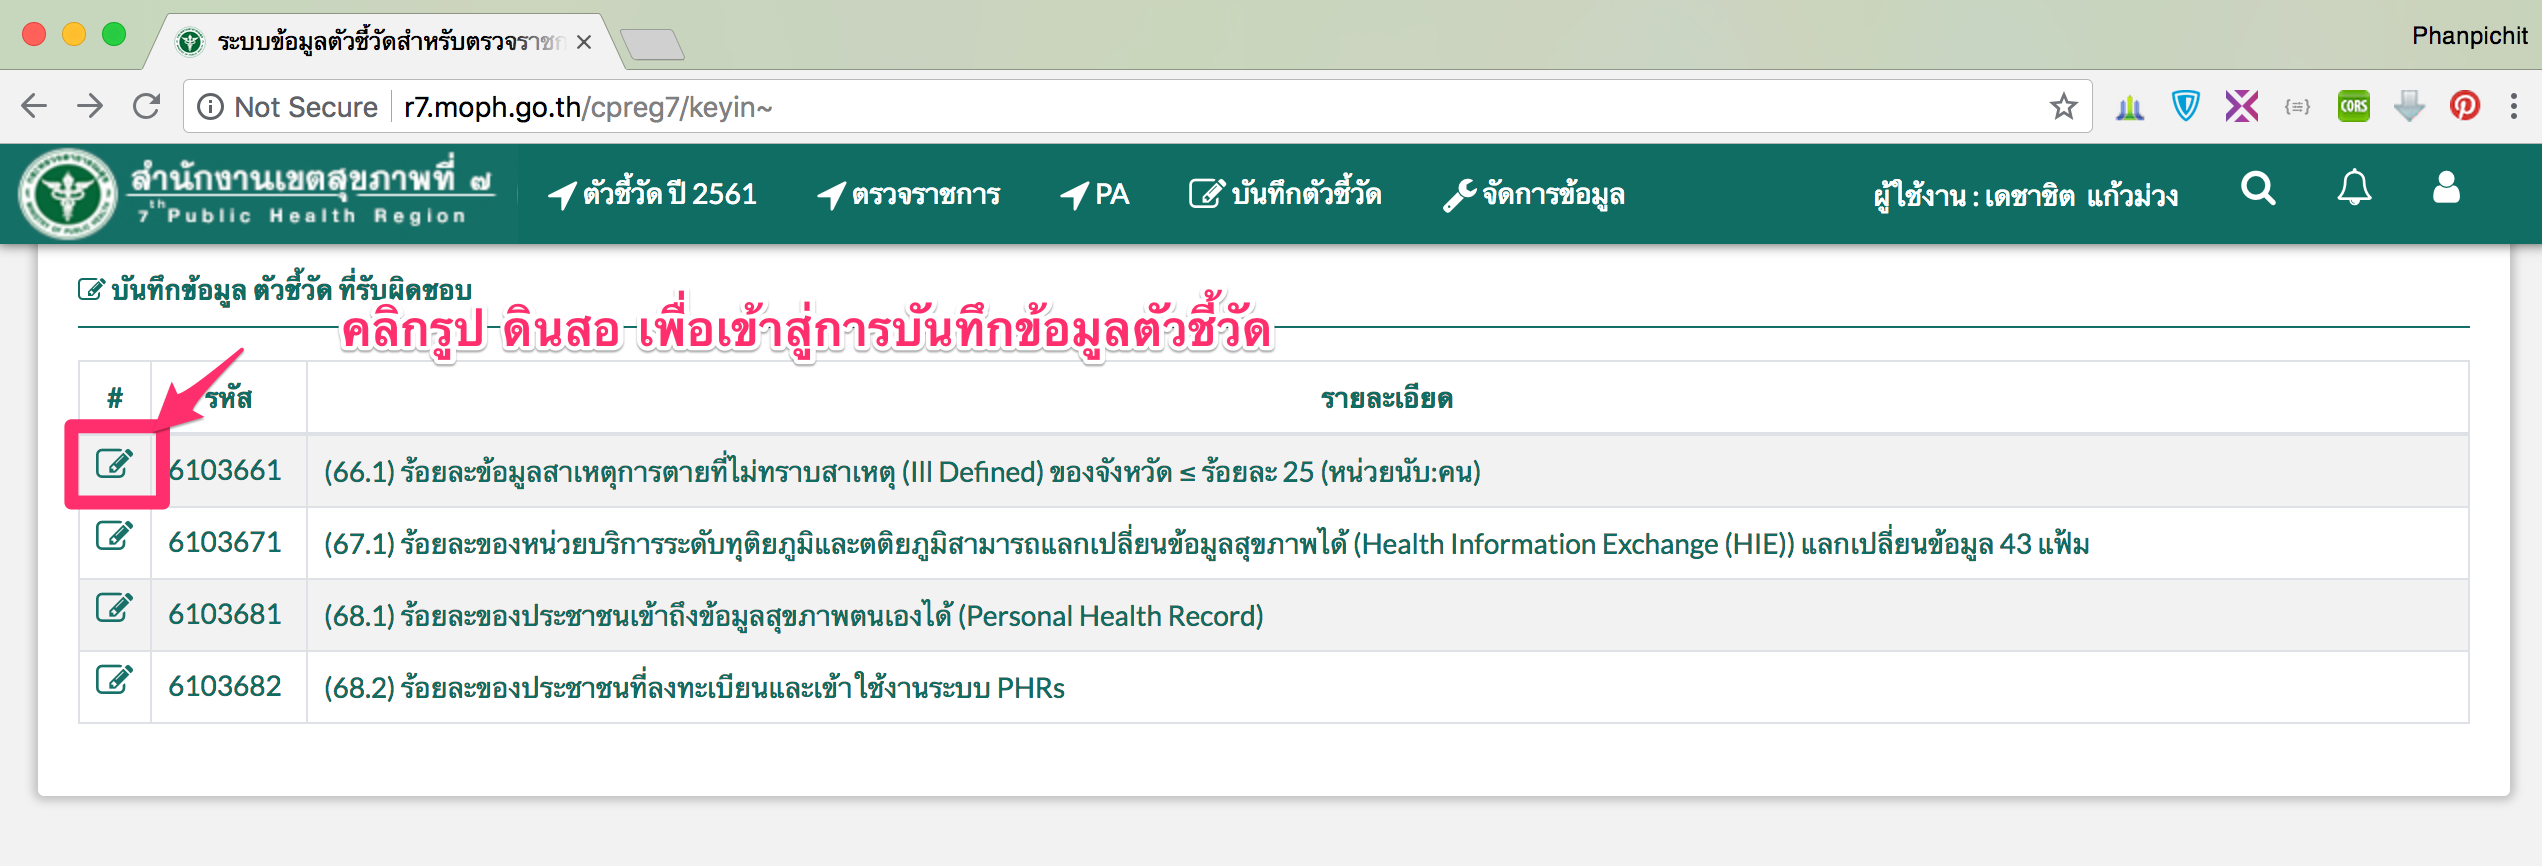 ระบบข้อมูลตัวชี้วัดสำหรับตรวจราชก
Phanpichit
Not Secure r7.moph.go.th/cpreg7/keyin~
CORS
สำนักงานเขตสุขภาพที่ ๗
7th Public Health Region
ตัวชี้วัด ปี 2561 ตรวจราชการ PA บันทึกตัวชี้วัด จัดการข้อมูล ผู้ใช้งาน : เดชาชิต แก้วม่วง
บันทึกข้อมูล ตัวชี้วัด ที่รับผิดชอบ
คลิกรูป ดินสอ เพื่อเข้าสู่การบันทึกข้อมูลตัวชี้วัด
# รหัส รายละเอียด
6103661 (66.1) ร้อยละข้อมูลสาเหตุการตายที่ไม่ทราบสาเหตุ (Ill Defined) ของจังหวัด ≤ ร้อยละ 25 (หน่วยนับ:คน)
6103671 (67.1) ร้อยละของหน่วยบริการระดับทุติยภูมิและตติยภูมิสามารถแลกเปลี่ยนข้อมูลสุขภาพได้ (Health Information Exchange (HIE)) แลกเปลี่ยนข้อมูล 43 แฟ้ม
6103681 (68.1) ร้อยละของประชาชนเข้าถึงข้อมูลสุขภาพตนเองได้ (Personal Health Record)
6103682 (68.2) ร้อยละของประชาชนที่ลงทะเบียนและเข้าใช้งานระบบ PHRs